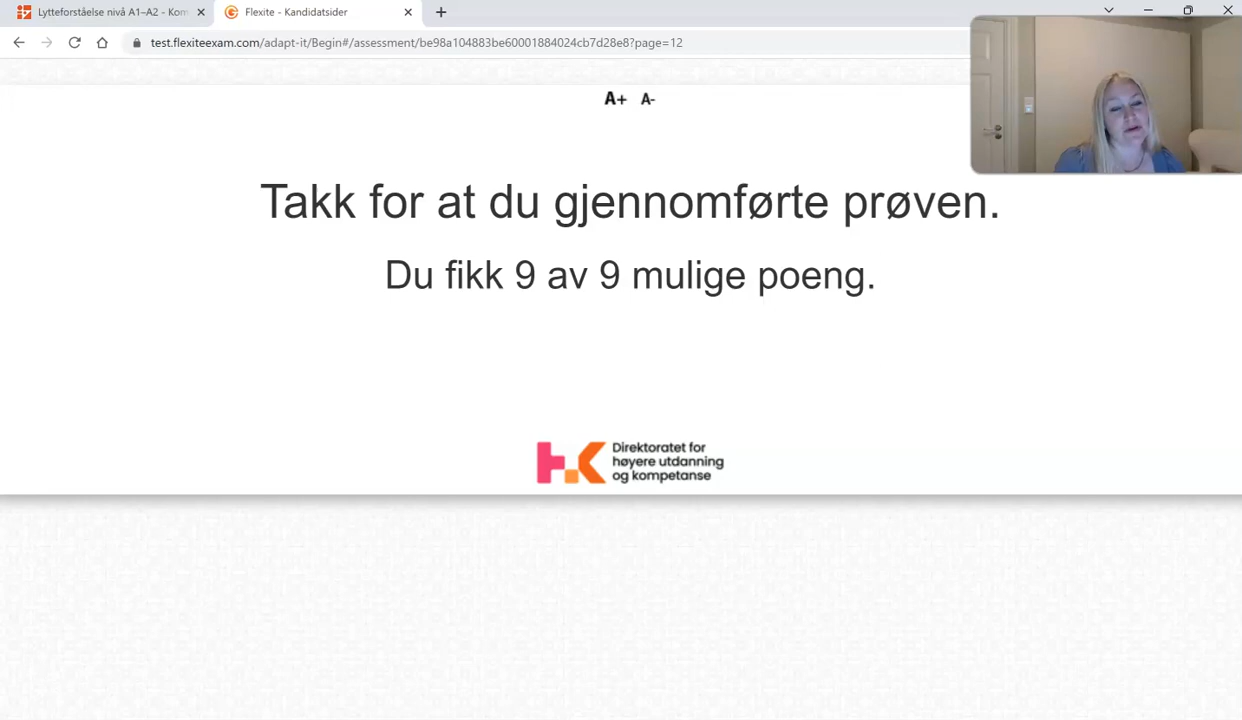 Lytteforståelse nivå A1–A2 - Kom
Flexite - Kandidatsider
test.flexiteexam.com/adapt-it/Begin#/assessment/be98a104883be60001884024cb7d28e8?page=12
A+ A-
Takk for at du gjennomførte prøven.
Du fikk 9 av 9 mulige poeng.
Direktoratet for
høyere utdanning
og kompetanse